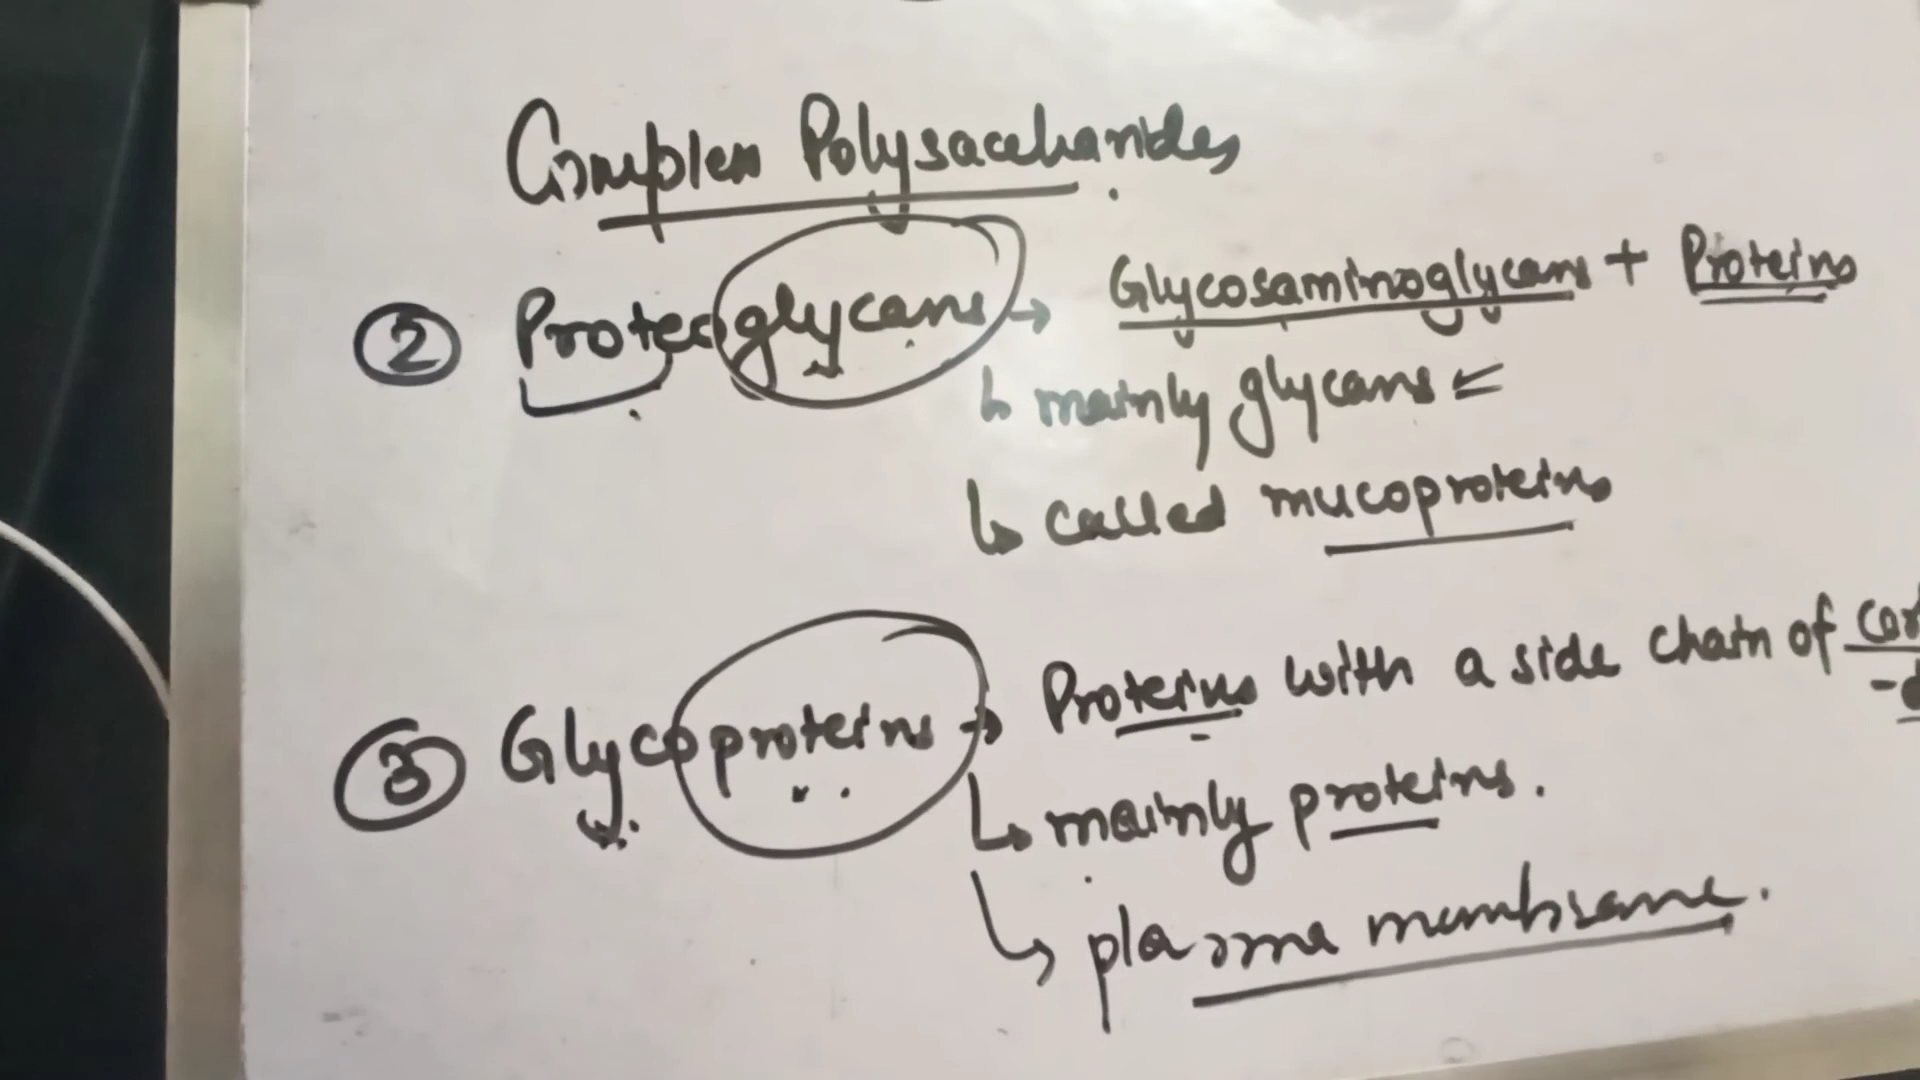 Complex Polysaccharides
② Proteoglycans → Glycosaminoglycans + Proteins
↳ mainly glycans
↳ called mucoproteins
③ Glycoproteins → Proteins with a side chain of
↳ mainly proteins.
↳ plasma membrane.